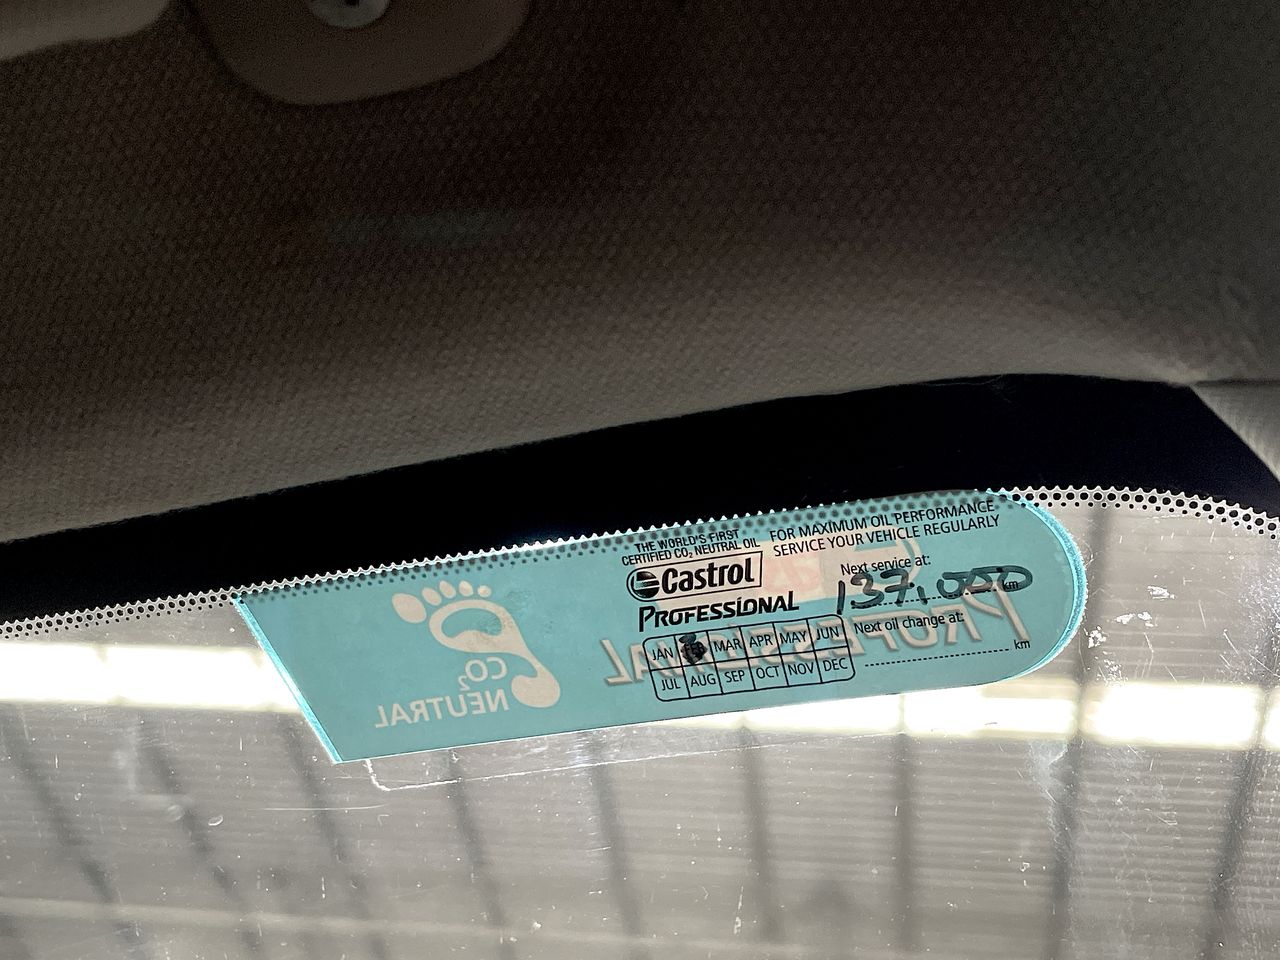 THE WORLD'S FIRST
CERTIFIED CO₂ NEUTRAL OIL
Castrol
PROFESSIONAL
FOR MAXIMUM OIL PERFORMANCE
SERVICE YOUR VEHICLE REGULARLY
Next service at:
137,000 km
Next oil change at:
km
JAN FEB MAR APR MAY JUN
JUL AUG SEP OCT NOV DEC
CO₂
NEUTRAL
PROFESSIONAL